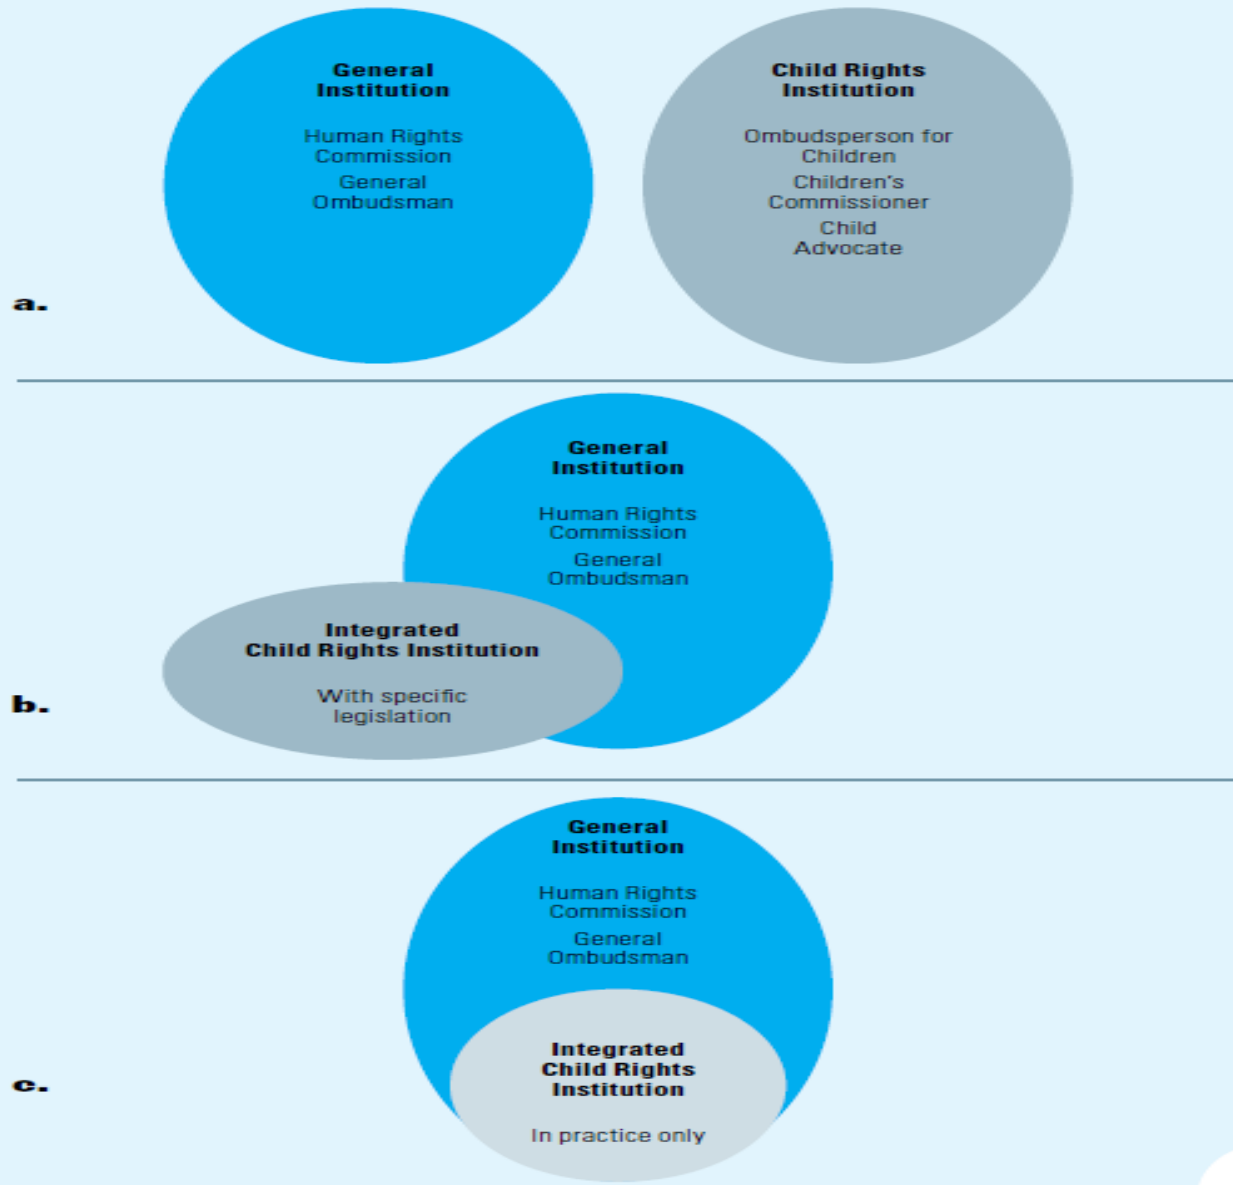 General
Institution
Human Rights
Commission
General
Ombudsman
Child Rights
Institution
Ombudsperson for
Children
Children's
Commissioner
Child
Advocate
a.
General
Institution
Human Rights
Commission
General
Ombudsman
Integrated
Child Rights Institution
With specific
legislation
b.
General
Institution
Human Rights
Commission
General
Ombudsman
Integrated
Child Rights
Institution
In practice only
c.